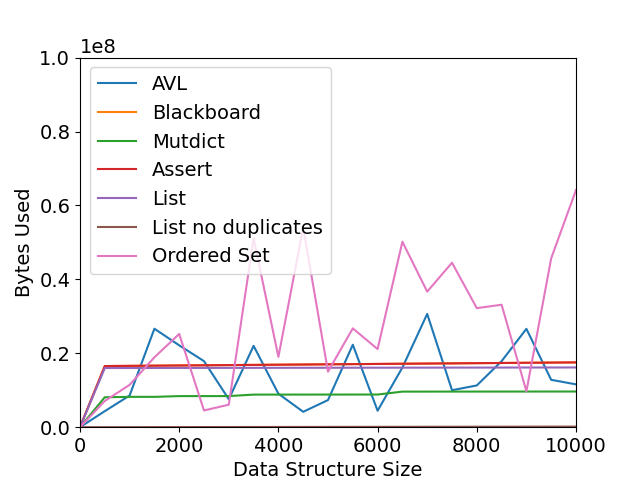 1e8
1.0
0.8
0.6
0.4
0.2
0.0
Bytes Used
AVL
Blackboard
Mutdict
Assert
List
List no duplicates
Ordered Set
0 2000 4000 6000 8000 10000
Data Structure Size